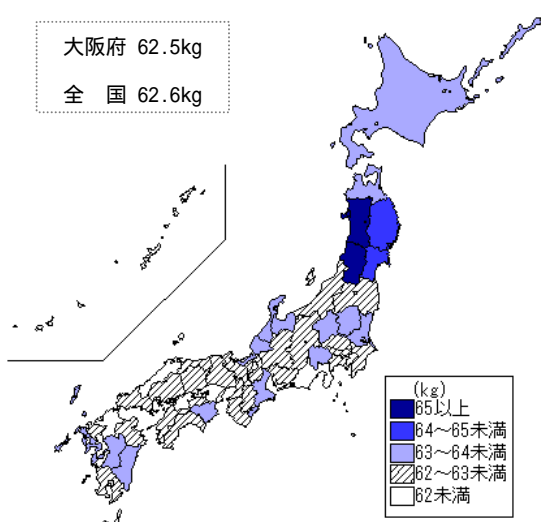 大阪府 62.5kg
全　国 62.6kg
(kg)
65以上
64～65未満
63～64未満
62～63未満
62未満